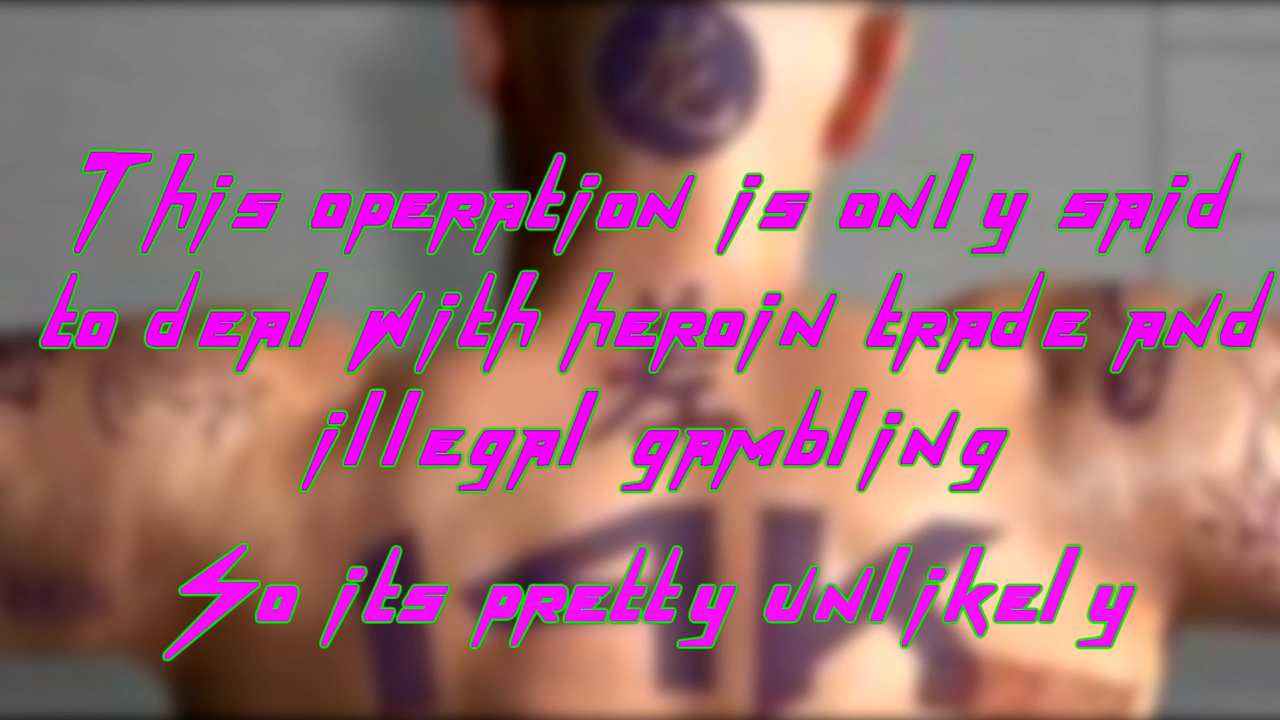 This operation is only said
to deal with heroin trade and
illegal gambling
So its pretty unlikely